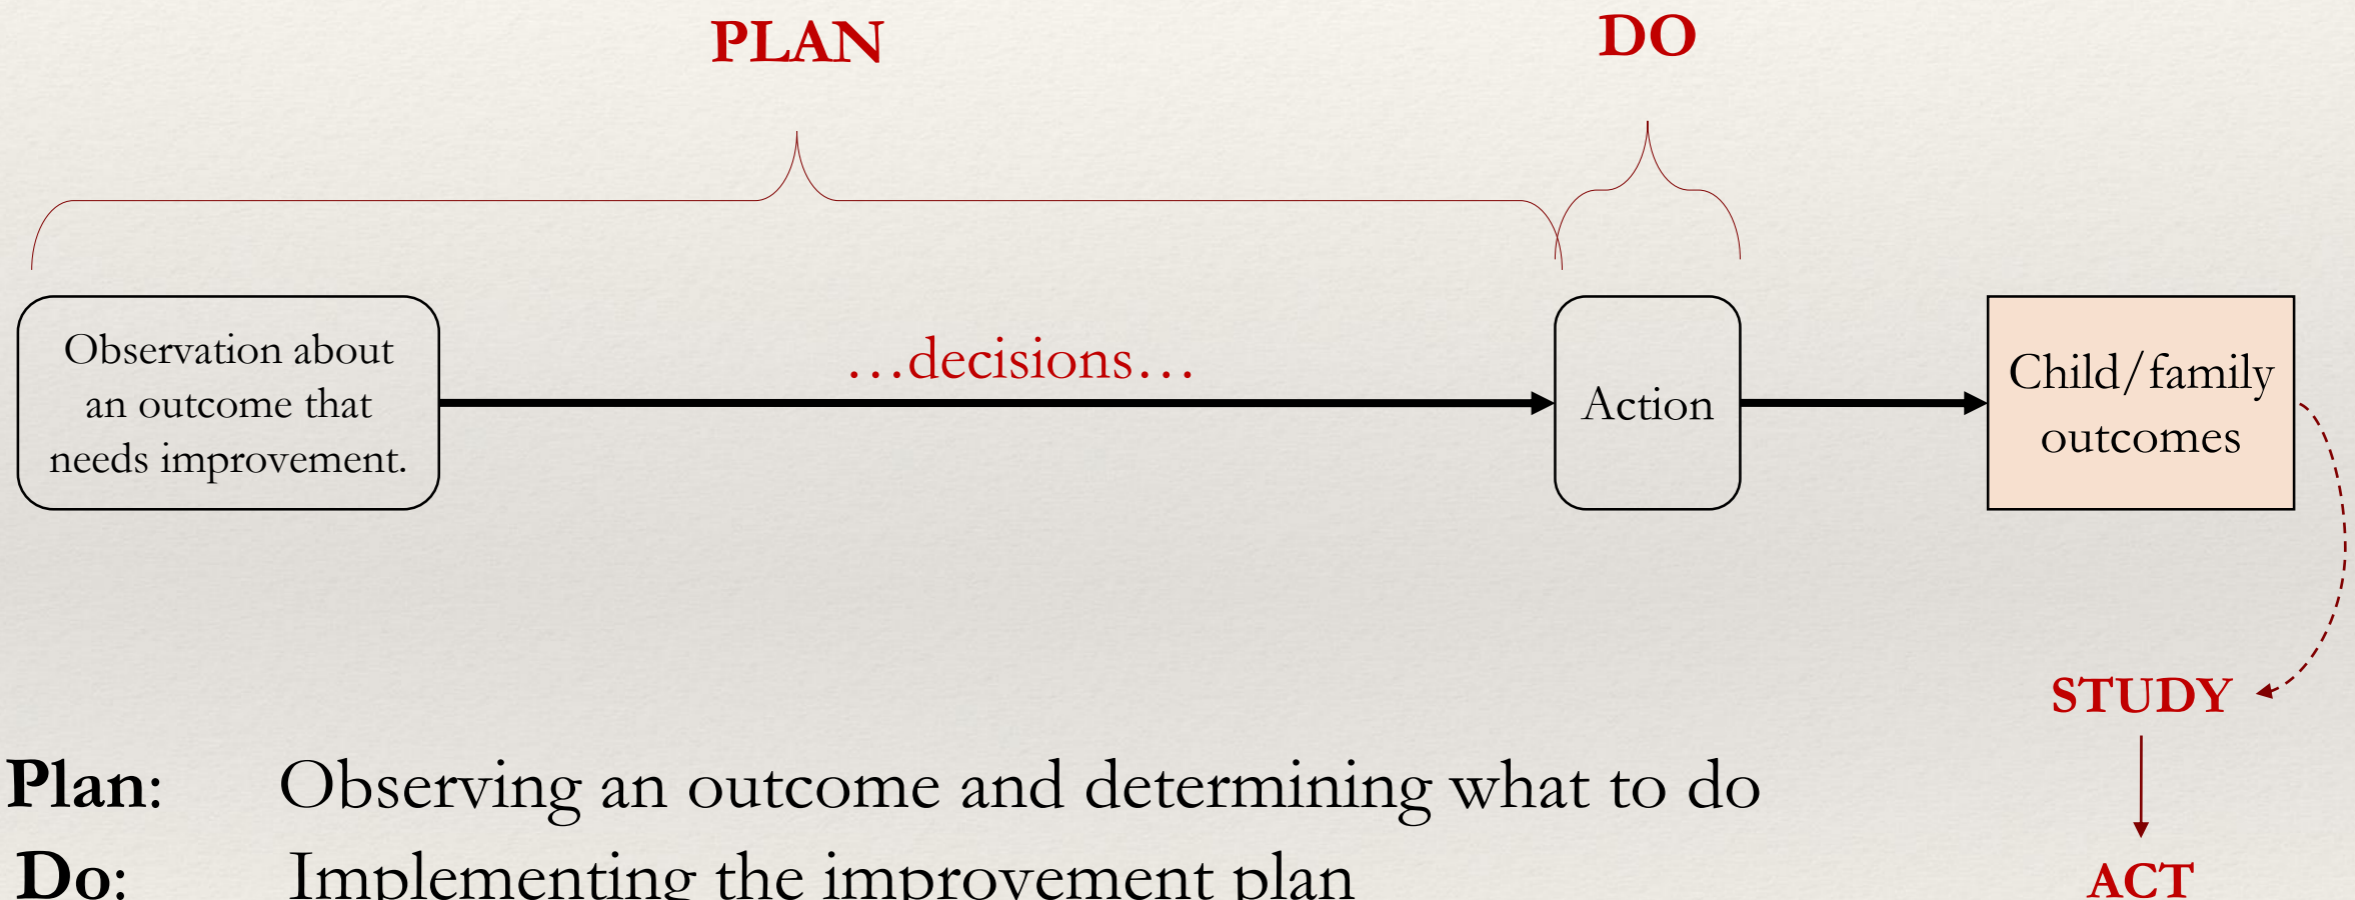 PLAN
DO
Observation about
an outcome that
needs improvement.
…decisions…
Action
Child/family
outcomes
STUDY
ACT
Plan: Observing an outcome and determining what to do
Do: Implementing the improvement plan